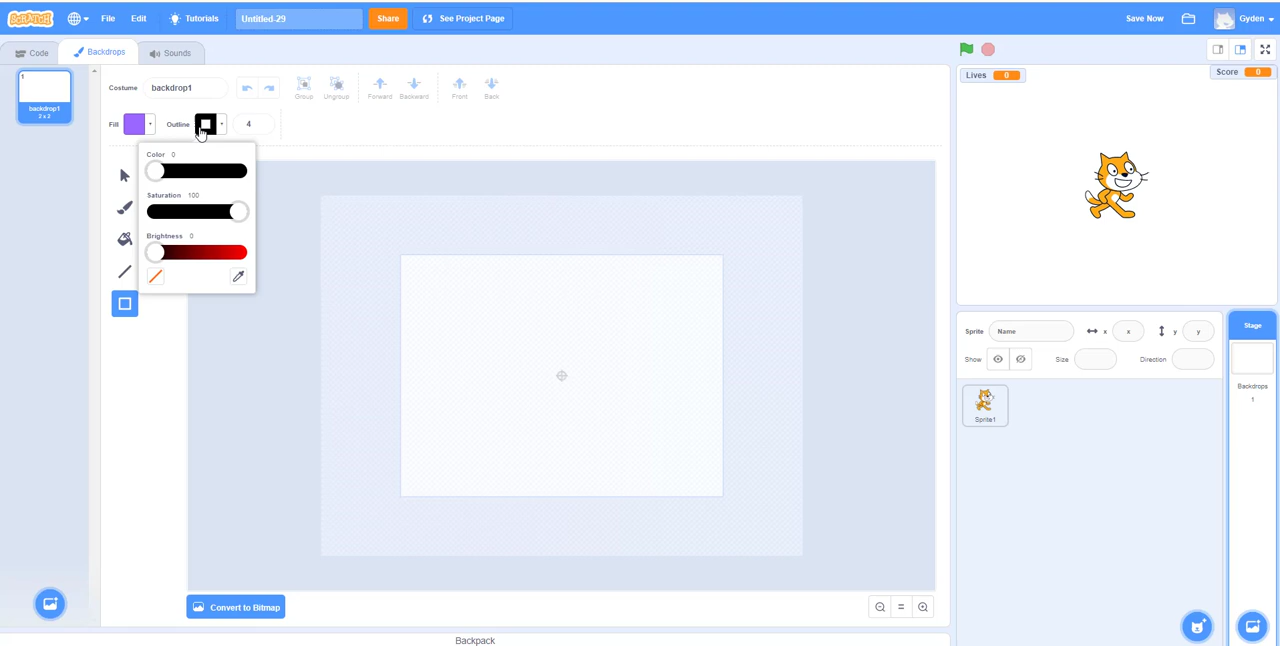 SCRATCH File Edit Tutorials Untitled-29 Share See Project Page Save Now Gyden
Code Backdrops Sounds
1
backdrop1
2 x 2
Costume backdrop1 Group Ungroup Forward Backward Front Back
Fill Outline 4
Color 0
Saturation 100
Brightness 0
Convert to Bitmap
Backpack
Lives 0 Score 0
Sprite Name x x y y
Show Size Direction
Sprite1
Stage
Backdrops
1